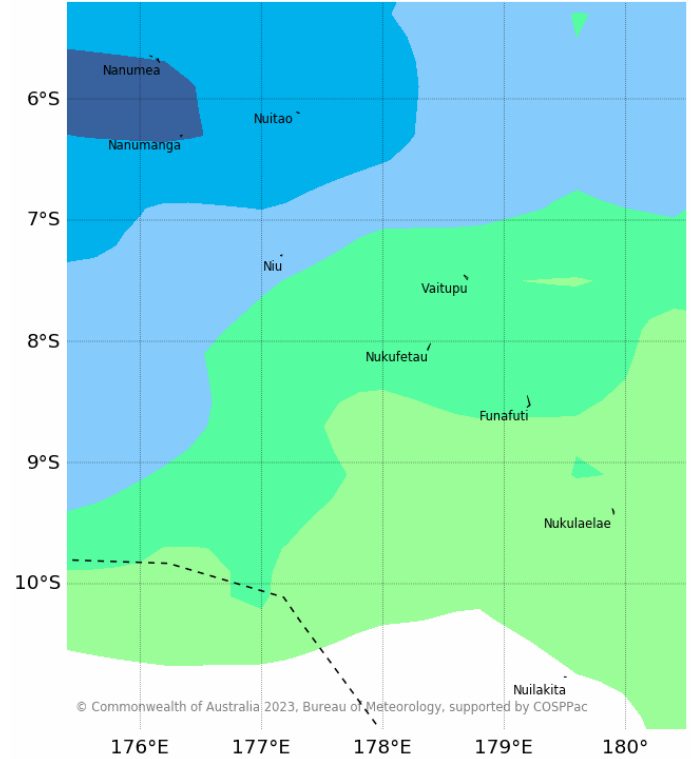 Nanumea
6°S
Nuitao
Nanumanga
7°S
Niu
Vaitupu
8°S
Nukufetau
Funafuti
9°S
Nukulaelae
10°S
Nuilakita
© Commonwealth of Australia 2023, Bureau of Meteorology, supported by COSPPac
176°E 177°E 178°E 179°E 180°